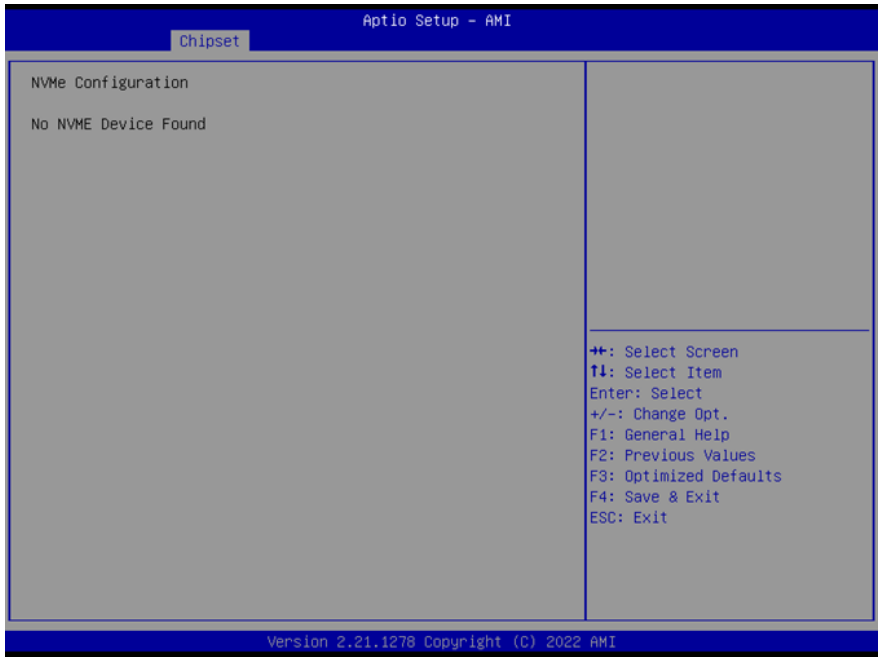 Aptio Setup – AMI
Chipset
NVMe Configuration
No NVME Device Found
→←: Select Screen
↑↓: Select Item
Enter: Select
+/-: Change Opt.
F1: General Help
F2: Previous Values
F3: Optimized Defaults
F4: Save & Exit
ESC: Exit
Version 2.21.1278 Copyright (C) 2022 AMI